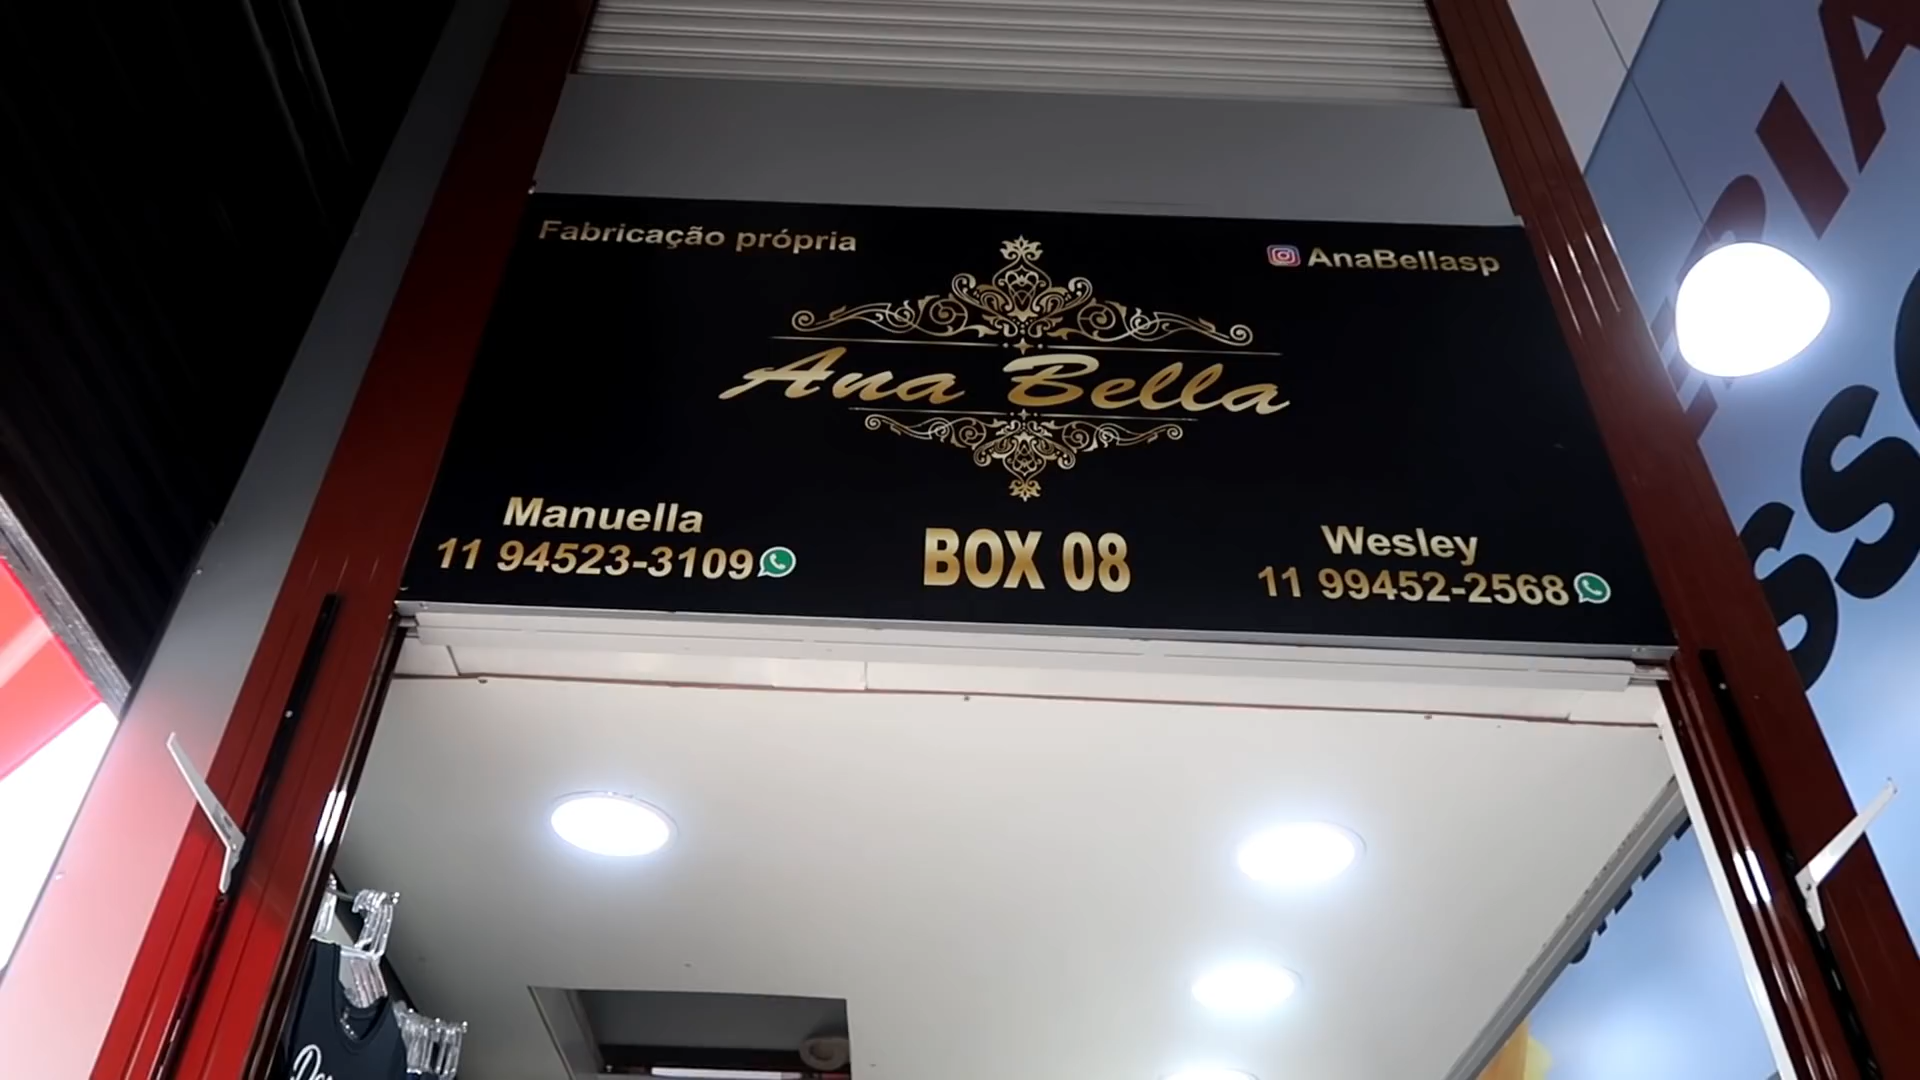 Fabricação própria
AnaBellasp
Ana Bella
Manuella
11 94523-3109
BOX 08
Wesley
11 99452-2568